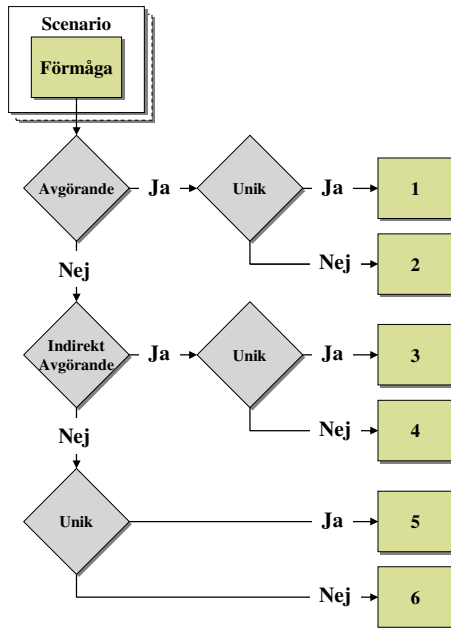 Scenario
Förmåga
Avgörande
Ja
Unik
Ja
1
Nej
2
Nej
Indirekt
Avgörande
Ja
Unik
Ja
3
Nej
4
Nej
Unik
Ja
5
Nej
6